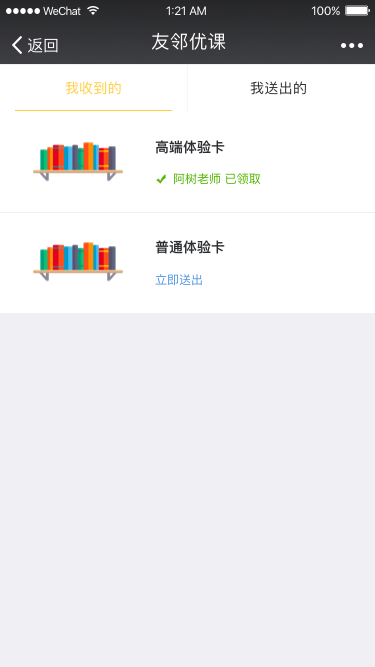 WeChat 1:21 AM 100%
返回 友邻优课
我收到的 我送出的
高端体验卡
阿树老师 已领取
普通体验卡
立即送出